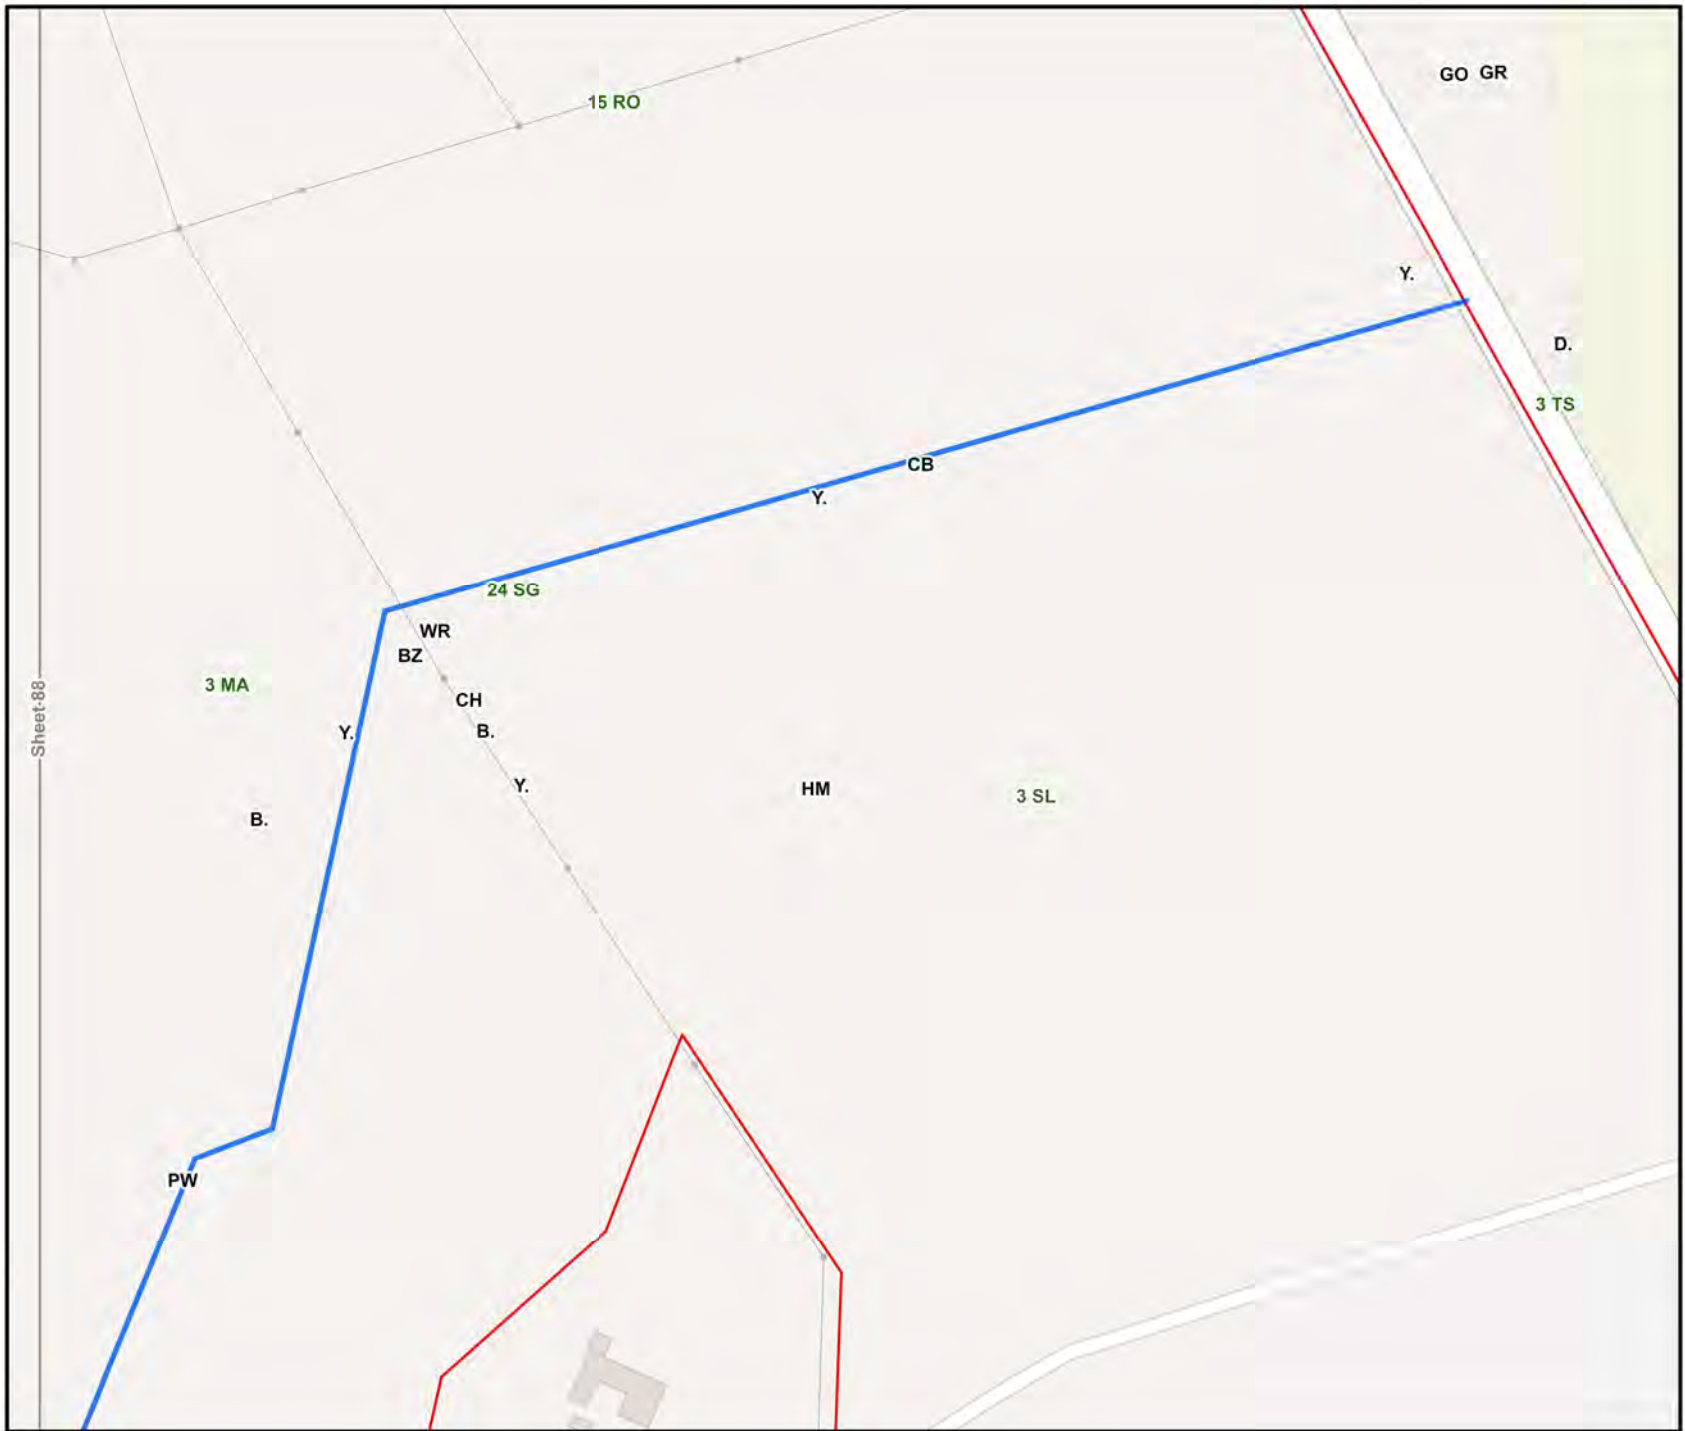 GO GR
15 RO
Y.
D.
3 TS
CB
Y.
24 SG
WR
BZ
3 MA
CH
Y.
B.
Sheet-88
Y.
HM
3 SL
B.
PW